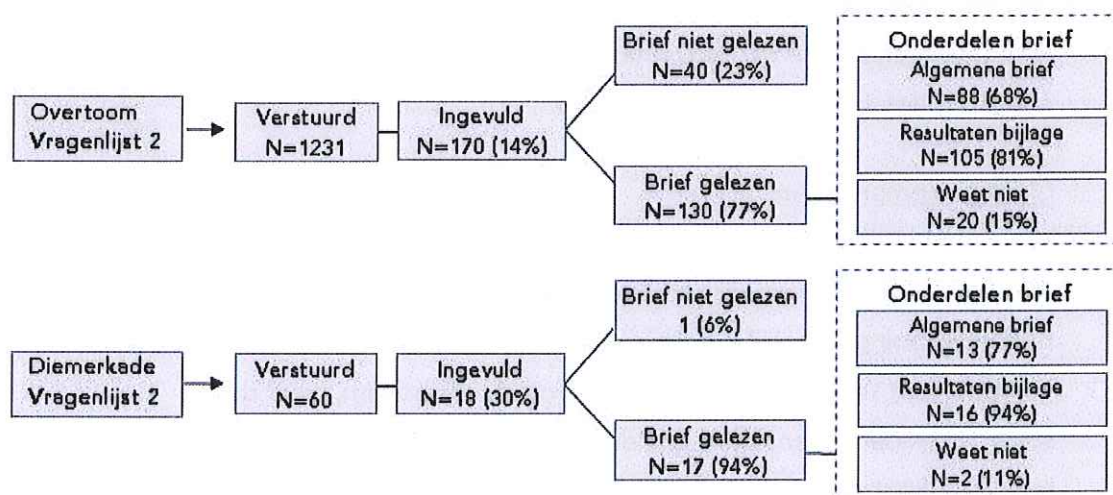 Overtoom
Vragenlijst 2
Verstuurd
N=1231
Ingevuld
N=170 (14%)
Brief niet gelezen
N=40 (23%)
Brief gelezen
N=130 (77%)
Onderdelen brief
Algemene brief
N=88 (68%)
Resultaten bijlage
N=105 (81%)
Weet niet
N=20 (15%)
Diemerkade
Vragenlijst 2
Verstuurd
N=60
Ingevuld
N=18 (30%)
Brief niet gelezen
1 (6%)
Brief gelezen
N=17 (94%)
Onderdelen brief
Algemene brief
N=13 (77%)
Resultaten bijlage
N=16 (94%)
Weet niet
N=2 (11%)